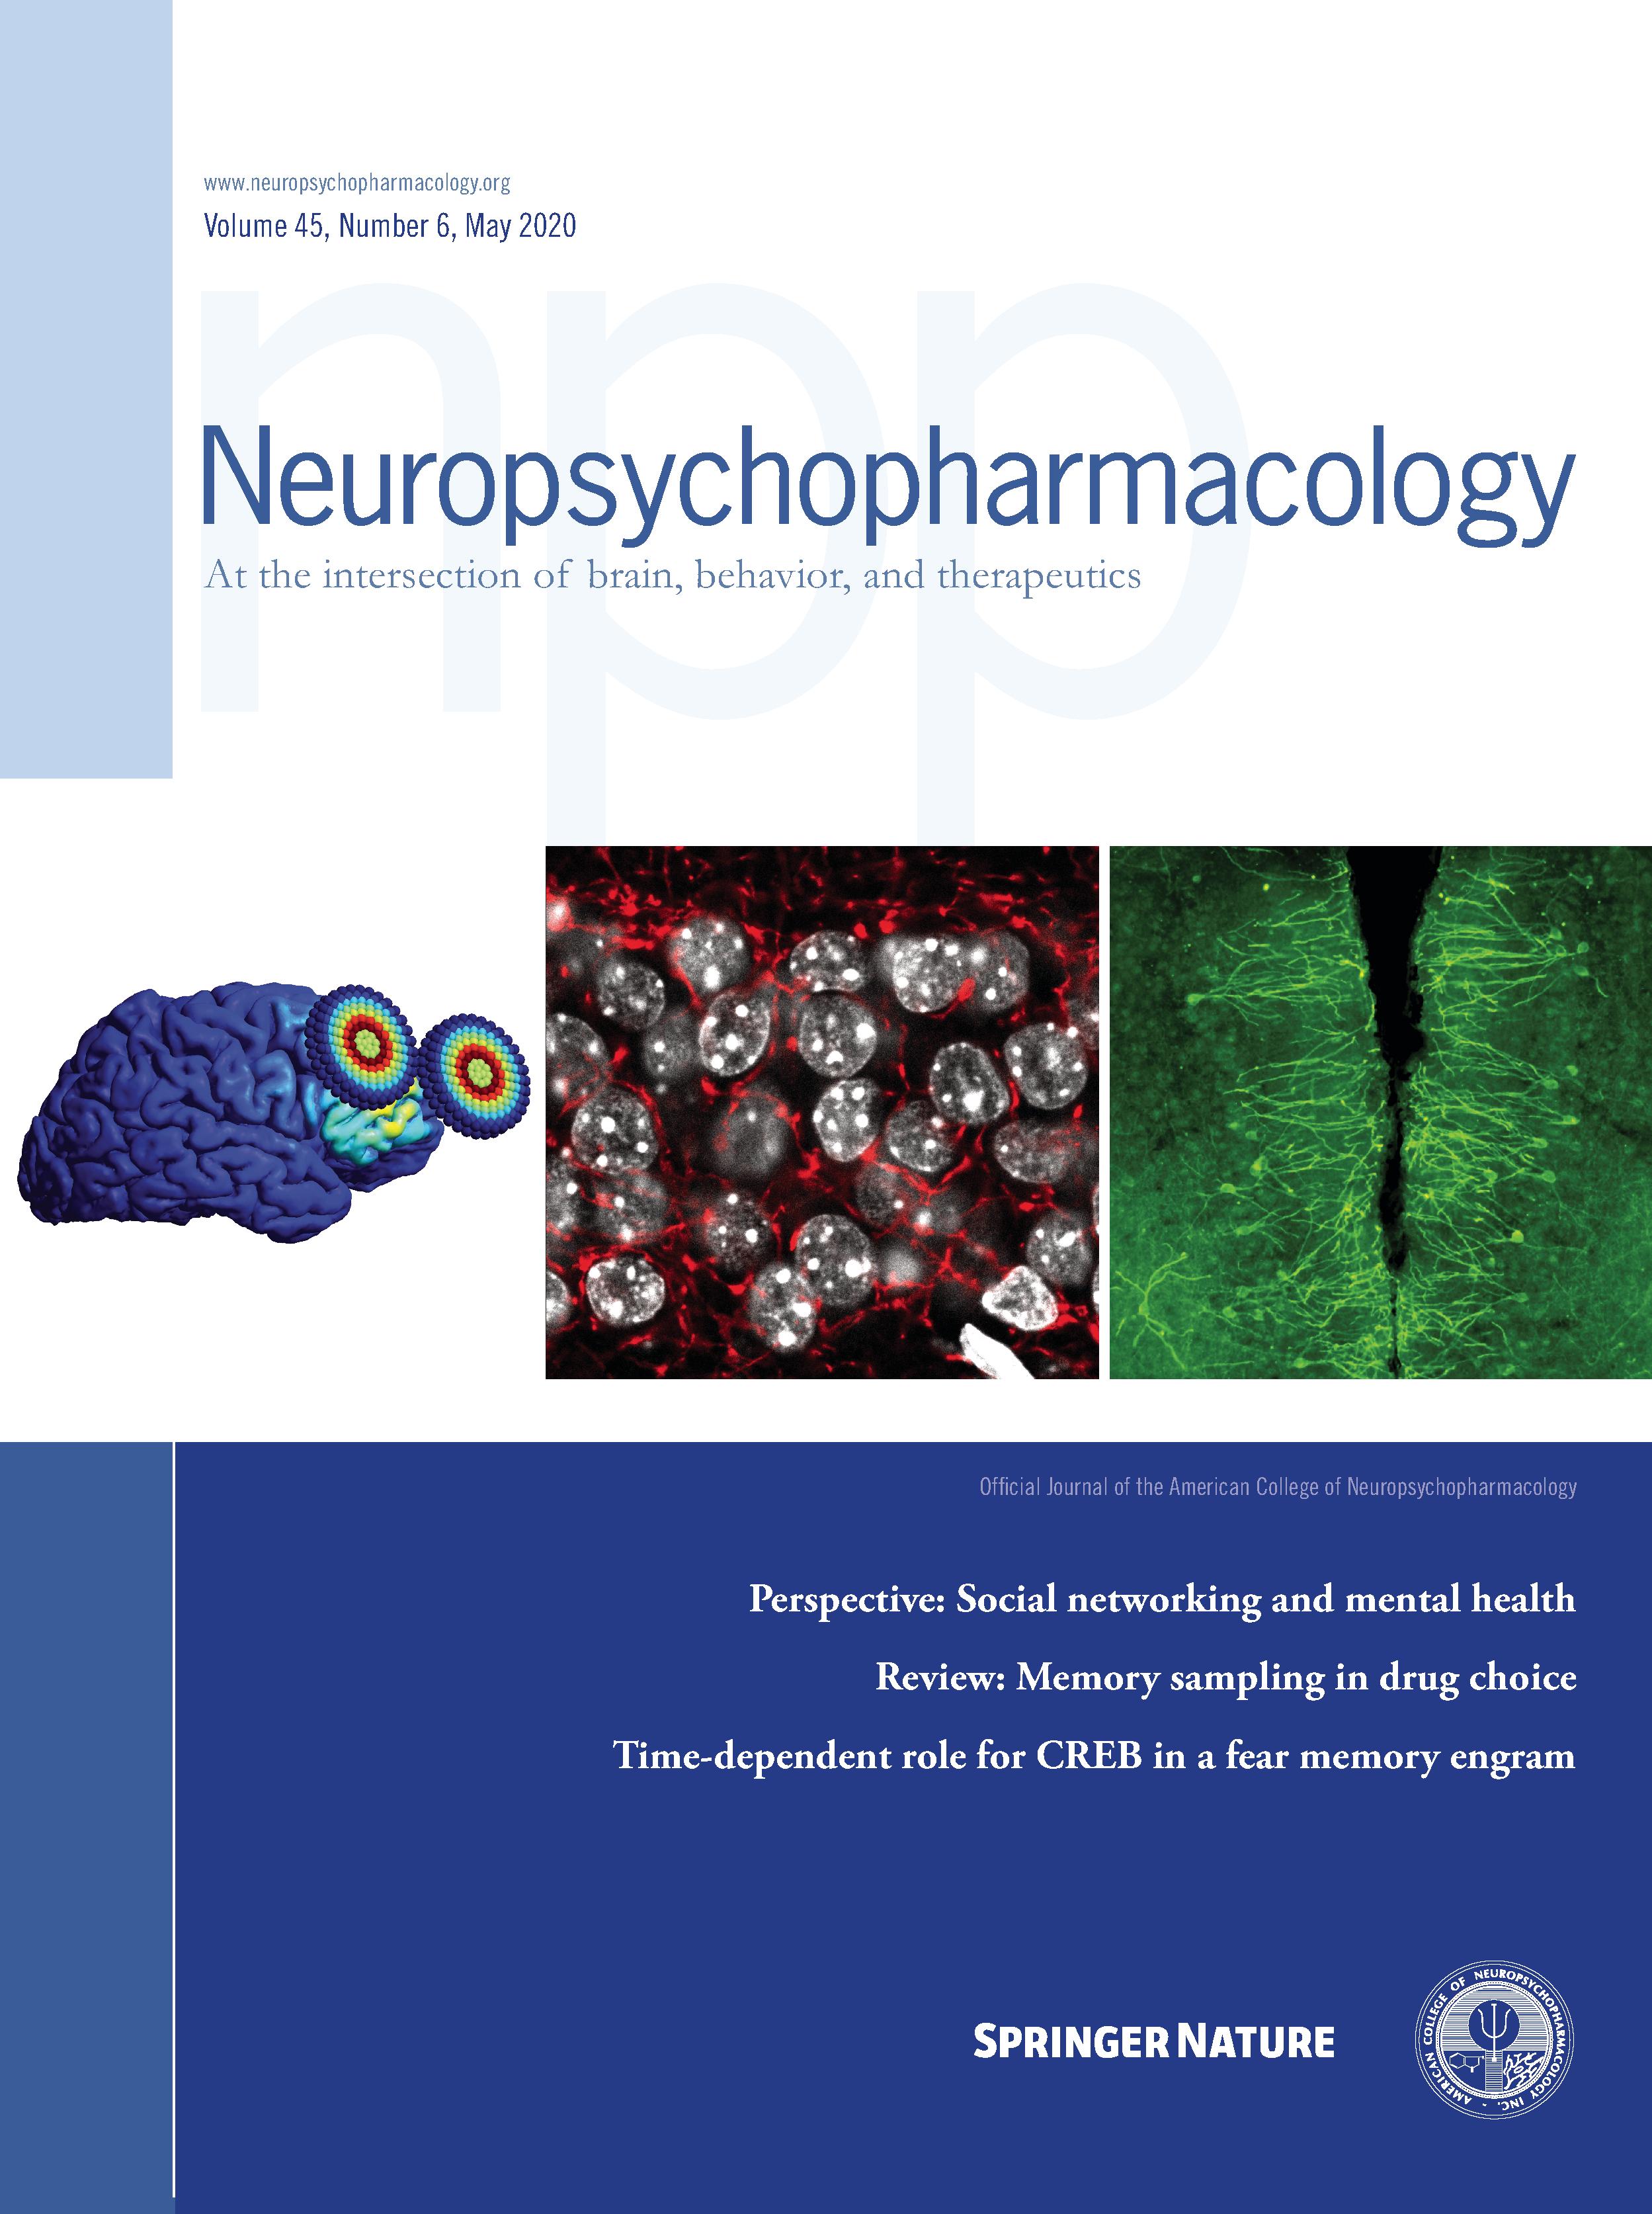 www.neuropsychopharmacology.org
Volume 45, Number 6, May 2020
npp
Neuropsychopharmacology
At the intersection of brain, behavior, and therapeutics
Official Journal of the American College of Neuropsychopharmacology
Perspective: Social networking and mental health
Review: Memory sampling in drug choice
Time-dependent role for CREB in a fear memory engram
SPRINGER NATURE
AMERICAN COLLEGE OF NEUROPSYCHOPHARMACOLOGY INC. -